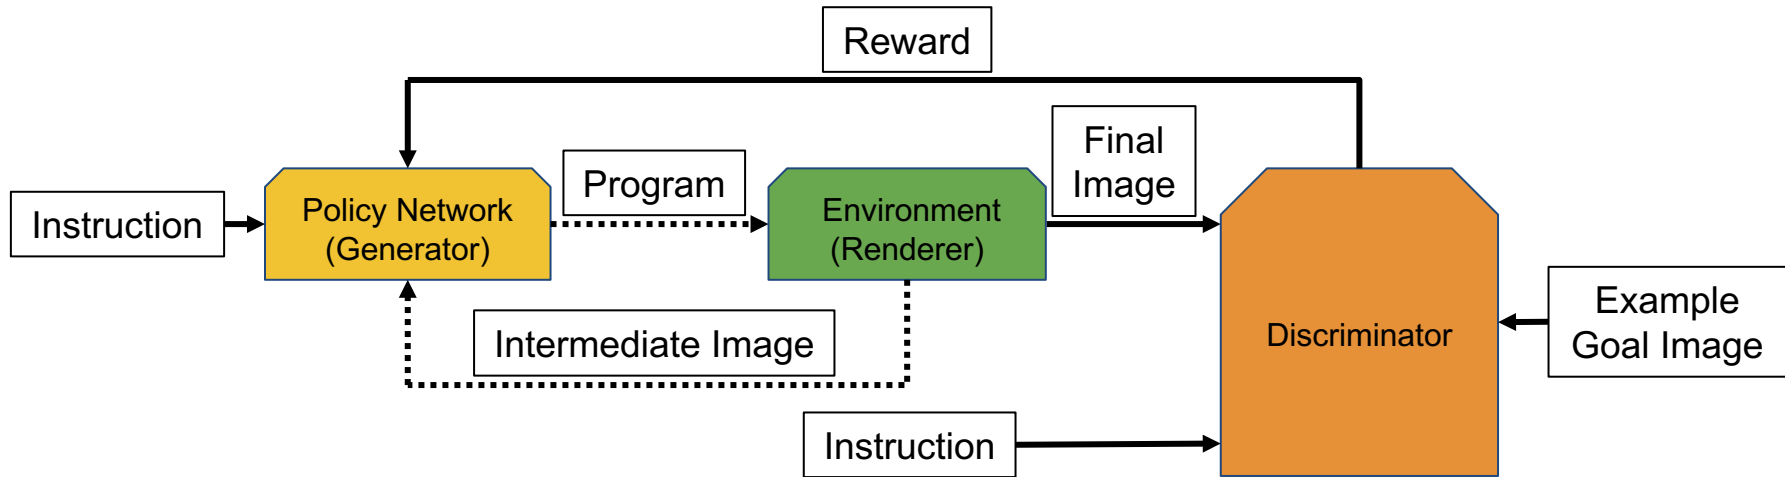 Reward
Final
Image
Program
Instruction
Policy Network
(Generator)
Environment
(Renderer)
Intermediate Image
Discriminator
Example
Goal Image
Instruction